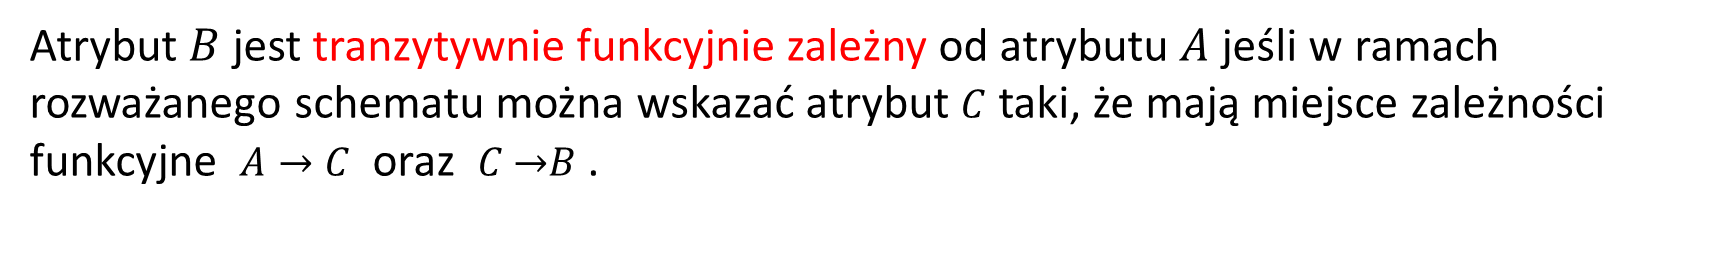 Atrybut B jest tranzytywnie funkcyjnie zależny od atrybutu A jeśli w ramach
rozważanego schematu można wskazać atrybut C taki, że mają miejsce zależności
funkcyjne A → C oraz C →B .